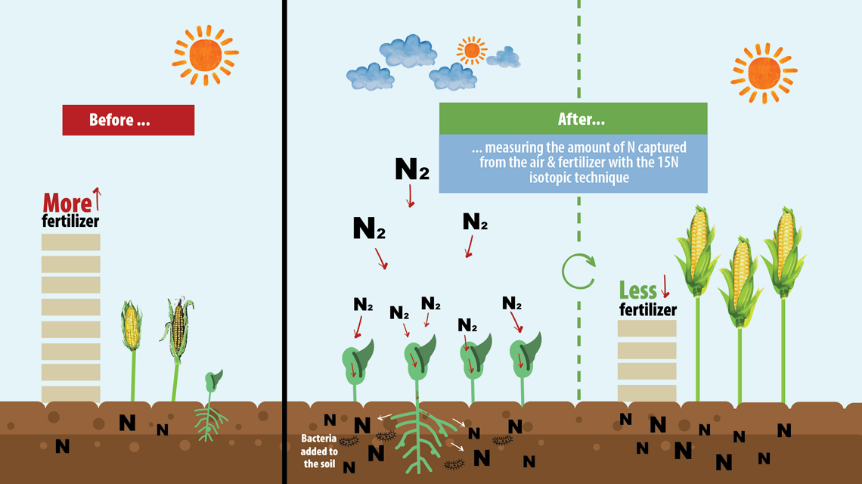 Before ...
More
fertilizer
N
N
N
After...
... measuring the amount of N captured
from the air & fertilizer with the 15N
isotopic technique
N2
N2
N2
N2
N2
N2
N2
N2
Bacteria
added to
the soil
N
N
N
N
N
N
N
N
Less
fertilizer
N
N
N
N
N
N
N
N
N